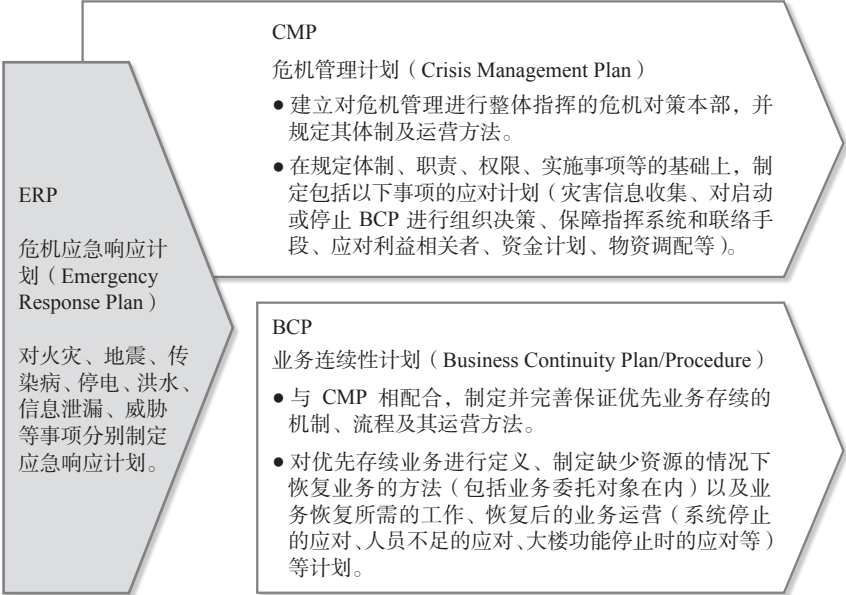 ERP
危机应急响应计
划（Emergency
Response Plan）
对火灾、地震、传
染病、停电、洪水、
信息泄漏、威胁
等事项分别制定
应急响应计划。
CMP
危机管理计划（Crisis Management Plan）
● 建立对危机管理进行整体指挥的危机对策本部，并
规定其体制及运营方法。
● 在规定体制、职责、权限、实施事项等的基础上，制
定包括以下事项的应对计划（灾害信息收集、对启动
或停止 BCP 进行组织决策、保障指挥系统和联络手
段、应对利益相关者、资金计划、物资调配等）。
BCP
业务连续性计划（Business Continuity Plan/Procedure）
● 与 CMP 相配合，制定并完善保证优先业务存续的
机制、流程及其运营方法。
● 对优先存续业务进行定义、制定缺少资源的情况下
恢复业务的方法（包括业务委托对象在内）以及业
务恢复所需的工作、恢复后的业务运营（系统停止
的应对、人员不足的应对、大楼功能停止时的应对等）
等计划。